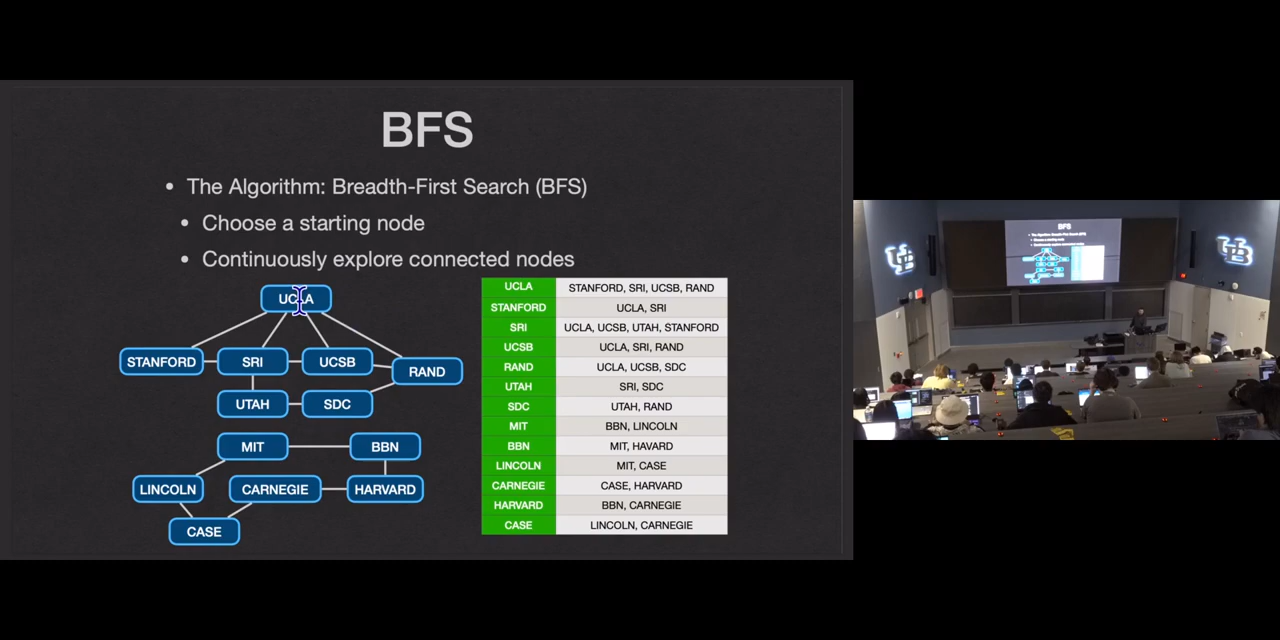 BFS
• The Algorithm: Breadth-First Search (BFS)
• Choose a starting node
• Continuously explore connected nodes
UCLA
STANFORD SRI UCSB RAND
UTAH SDC
MIT BBN
LINCOLN CARNEGIE HARVARD
CASE
UCLA STANFORD, SRI, UCSB, RAND
STANFORD UCLA, SRI
SRI UCLA, UCSB, UTAH, STANFORD
UCSB UCLA, SRI, RAND
RAND UCLA, UCSB, SDC
UTAH SRI, SDC
SDC UTAH, RAND
MIT BBN, LINCOLN
BBN MIT, HAVARD
LINCOLN MIT, CASE
CARNEGIE CASE, HARVARD
HARVARD BBN, CARNEGIE
CASE LINCOLN, CARNEGIE
UB
BFS
UB